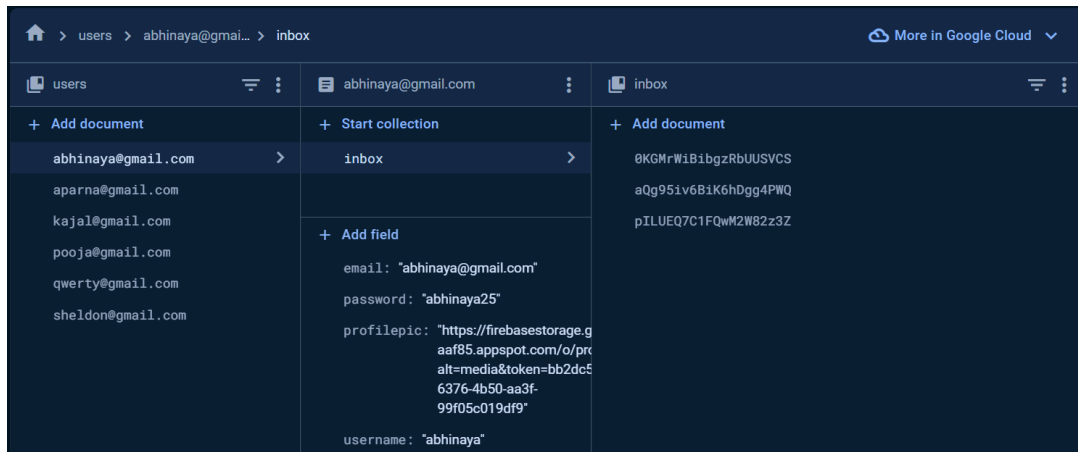 users > abhinaya@gmai… > inbox
More in Google Cloud
users
abhinaya@gmail.com
inbox
+ Add document
+ Start collection
+ Add document
abhinaya@gmail.com
aparna@gmail.com
kajal@gmail.com
pooja@gmail.com
qwerty@gmail.com
sheldon@gmail.com
inbox
+ Add field
email: "abhinaya@gmail.com"
password: "abhinaya25"
profilepic: "https://firebasestorage.g
aaf85.appspot.com/o/pro
alt=media&token=bb2dc5
6376-4b50-aa3f-
99f05c019df9"
username: "abhinaya"
0KGMrWiBibgzRbUUSVCS
aQg95iv6BiK6hDgg4PWQ
pILUEQ7C1FQwM2W82z3Z